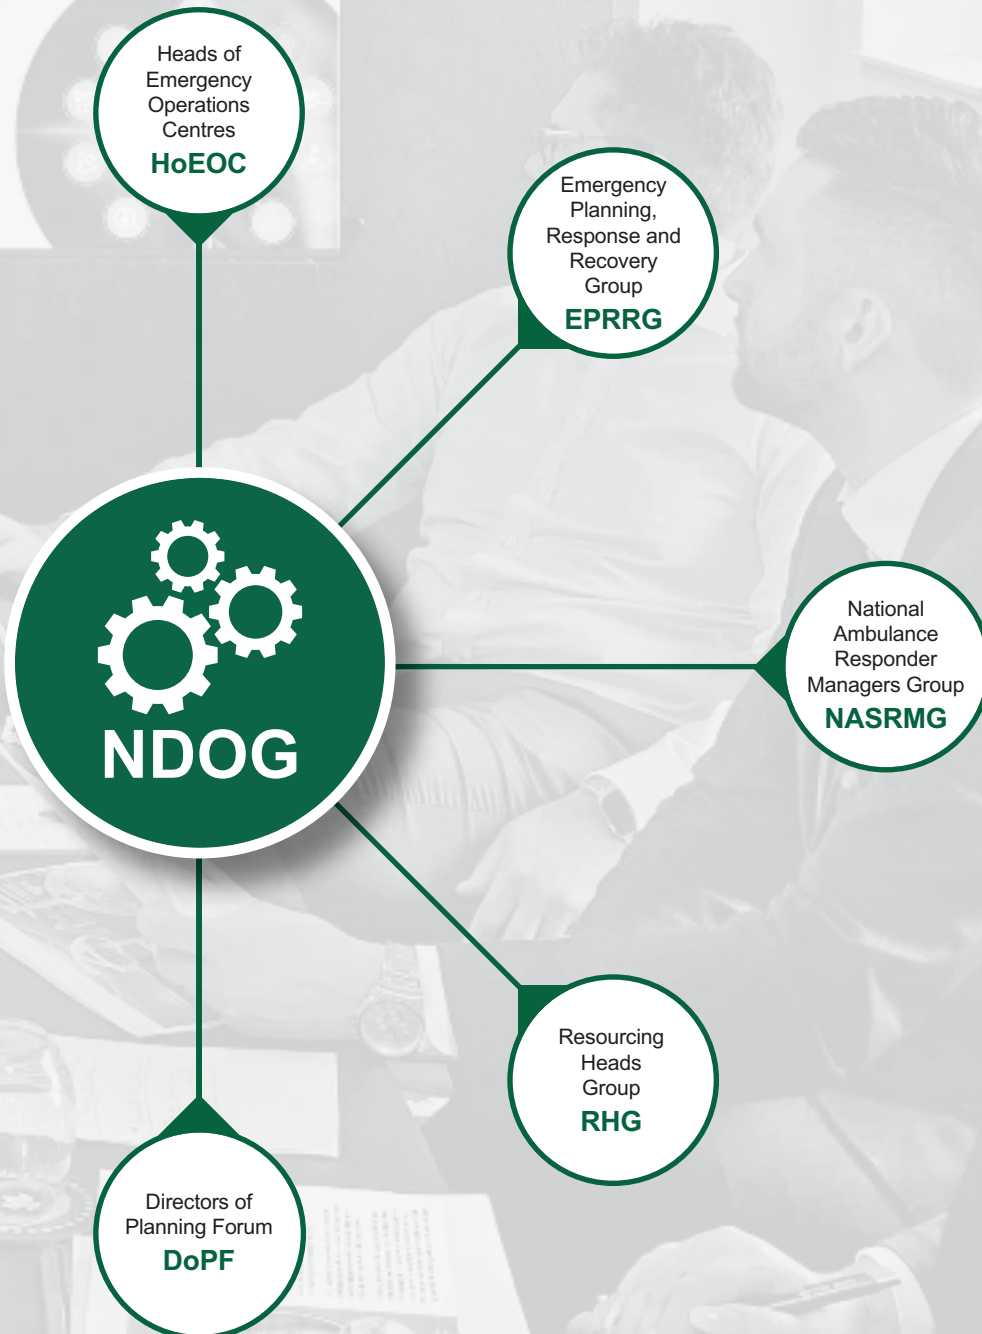 Heads of
Emergency
Operations
Centres
HoEOC
Emergency
Planning,
Response and
Recovery
Group
EPRRG
National
Ambulance
Responder
Managers Group
NASRMG
NDOG
Resourcing
Heads
Group
RHG
Directors of
Planning Forum
DoPF